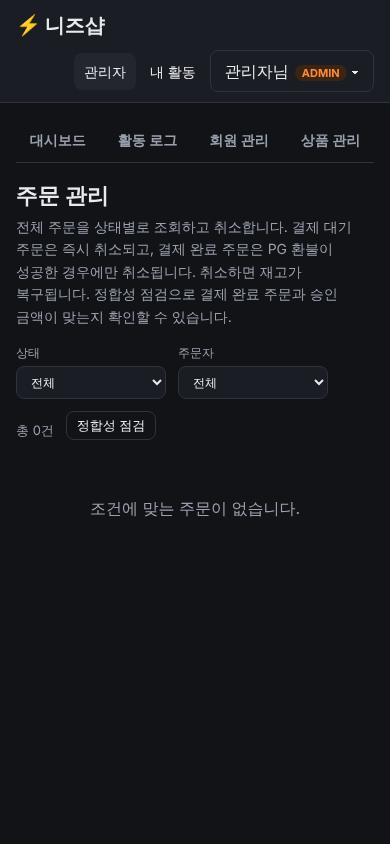 ⚡ 니즈샵
관리자 내 활동 관리자님 ADMIN
대시보드 활동 로그 회원 관리 상품 관리
주문 관리
전체 주문을 상태별로 조회하고 취소합니다. 결제 대기
주문은 즉시 취소되고, 결제 완료 주문은 PG 환불이
성공한 경우에만 취소됩니다. 취소하면 재고가
복구됩니다. 정합성 점검으로 결제 완료 주문과 승인
금액이 맞는지 확인할 수 있습니다.
상태 주문자
전체 전체
총 0건 정합성 점검
조건에 맞는 주문이 없습니다.